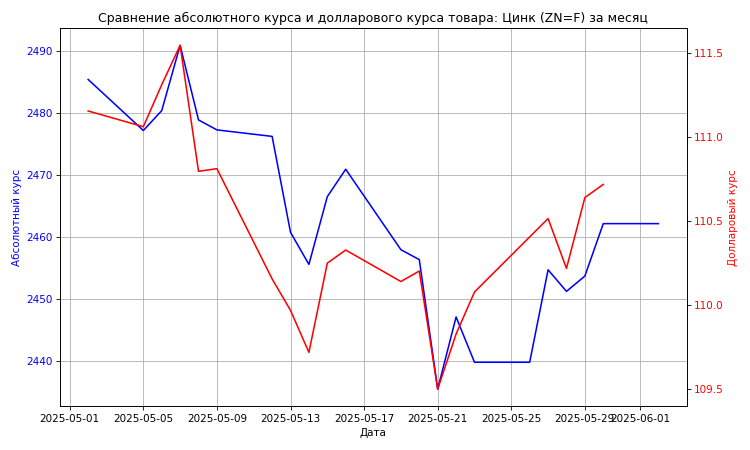 Сравнение абсолютного курса и долларового курса товара: Цинк (ZN=F) за месяц
2490
2480
2470
2460
2450
2440
Абсолютный курс
111.5
111.0
110.5
110.0
109.5
Долларовый курс
2025-05-01 2025-05-05 2025-05-09 2025-05-13 2025-05-17 2025-05-21 2025-05-25 2025-05-29 2025-06-01
Дата